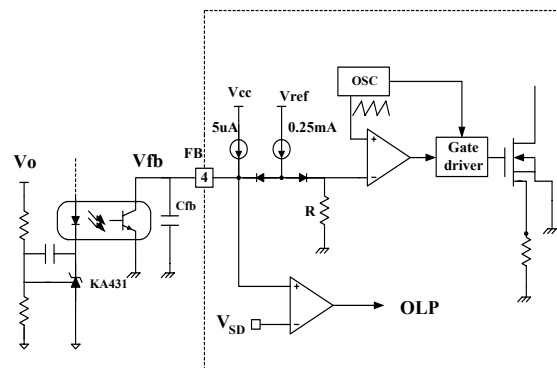 OSC
Vcc
Vref
5uA
0.25mA
Vo
Vfb
FB
4
Gate
driver
Cfb
R
KA431
OLP
VSD
+
−
+
−